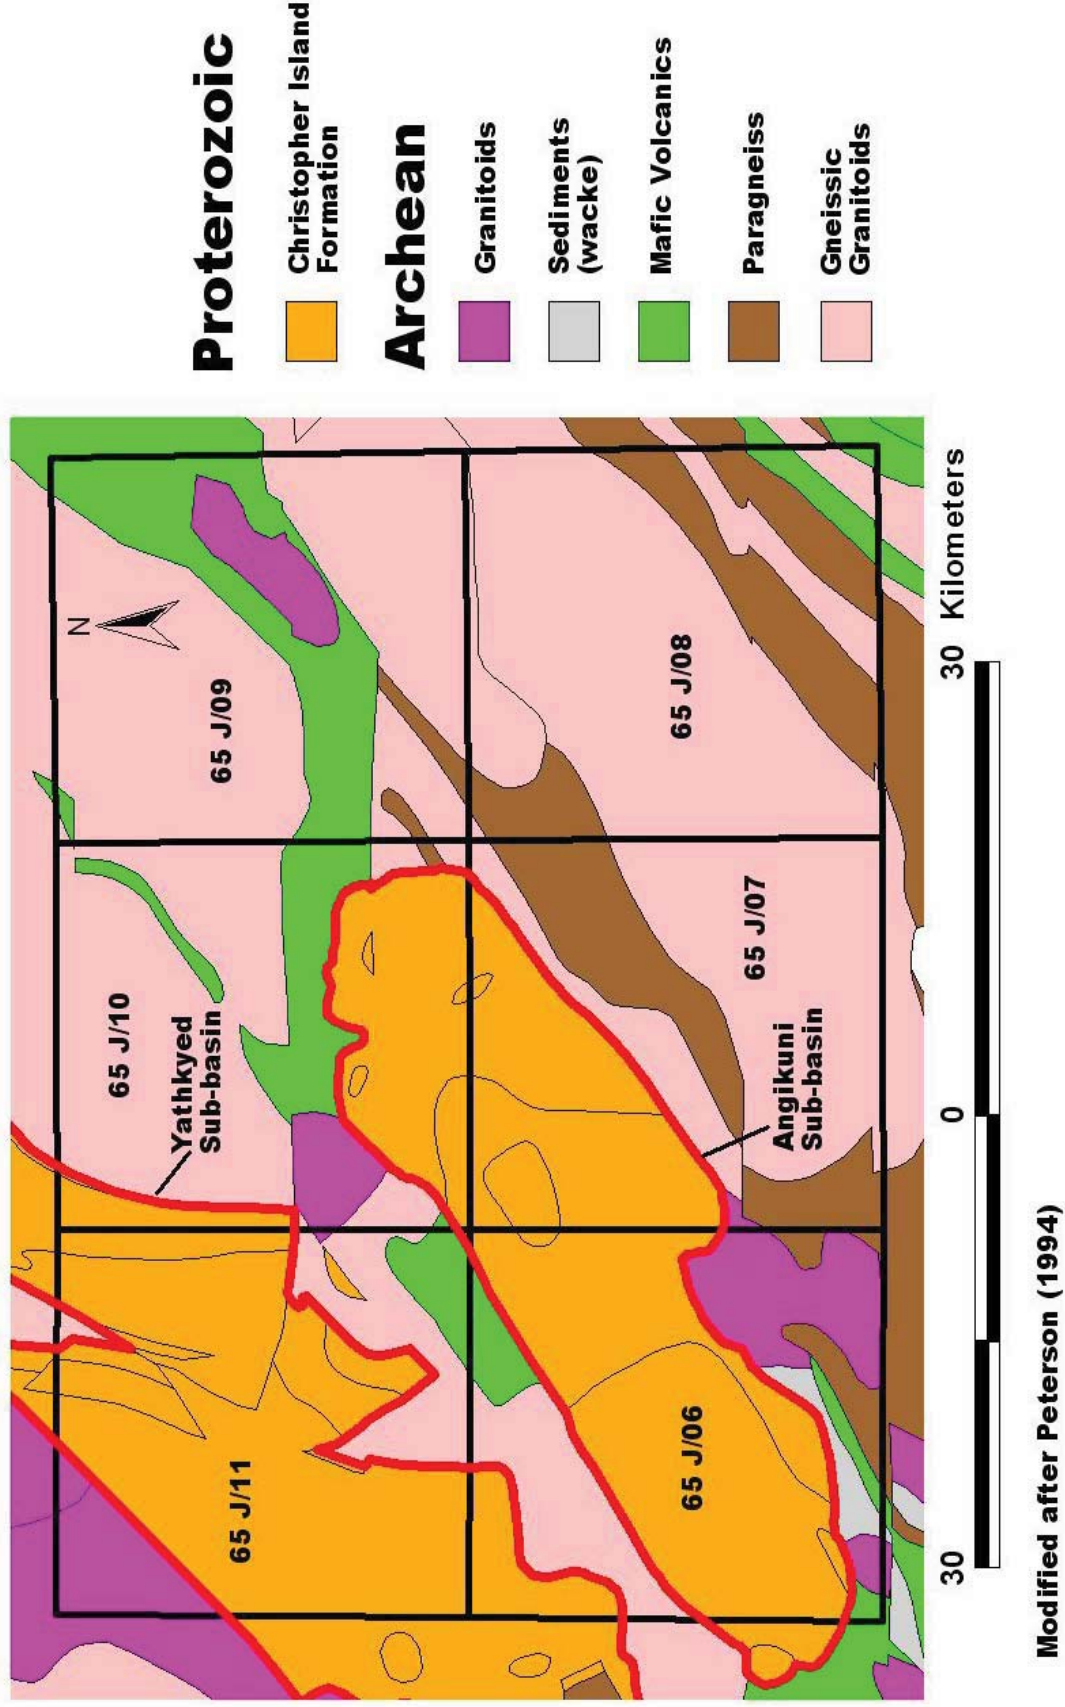 Proterozoic
Christopher Island
Formation
Archean
Granitoids
Sediments
(wacke)
Mafic Volcanics
Paragneiss
Gneissic
Granitoids
N
65 J/11
65 J/10
65 J/09
Yathkyed
Sub-basin
65 J/06
65 J/07
65 J/08
Angikuni
Sub-basin
30 0 30 Kilometers
Modified after Peterson (1994)